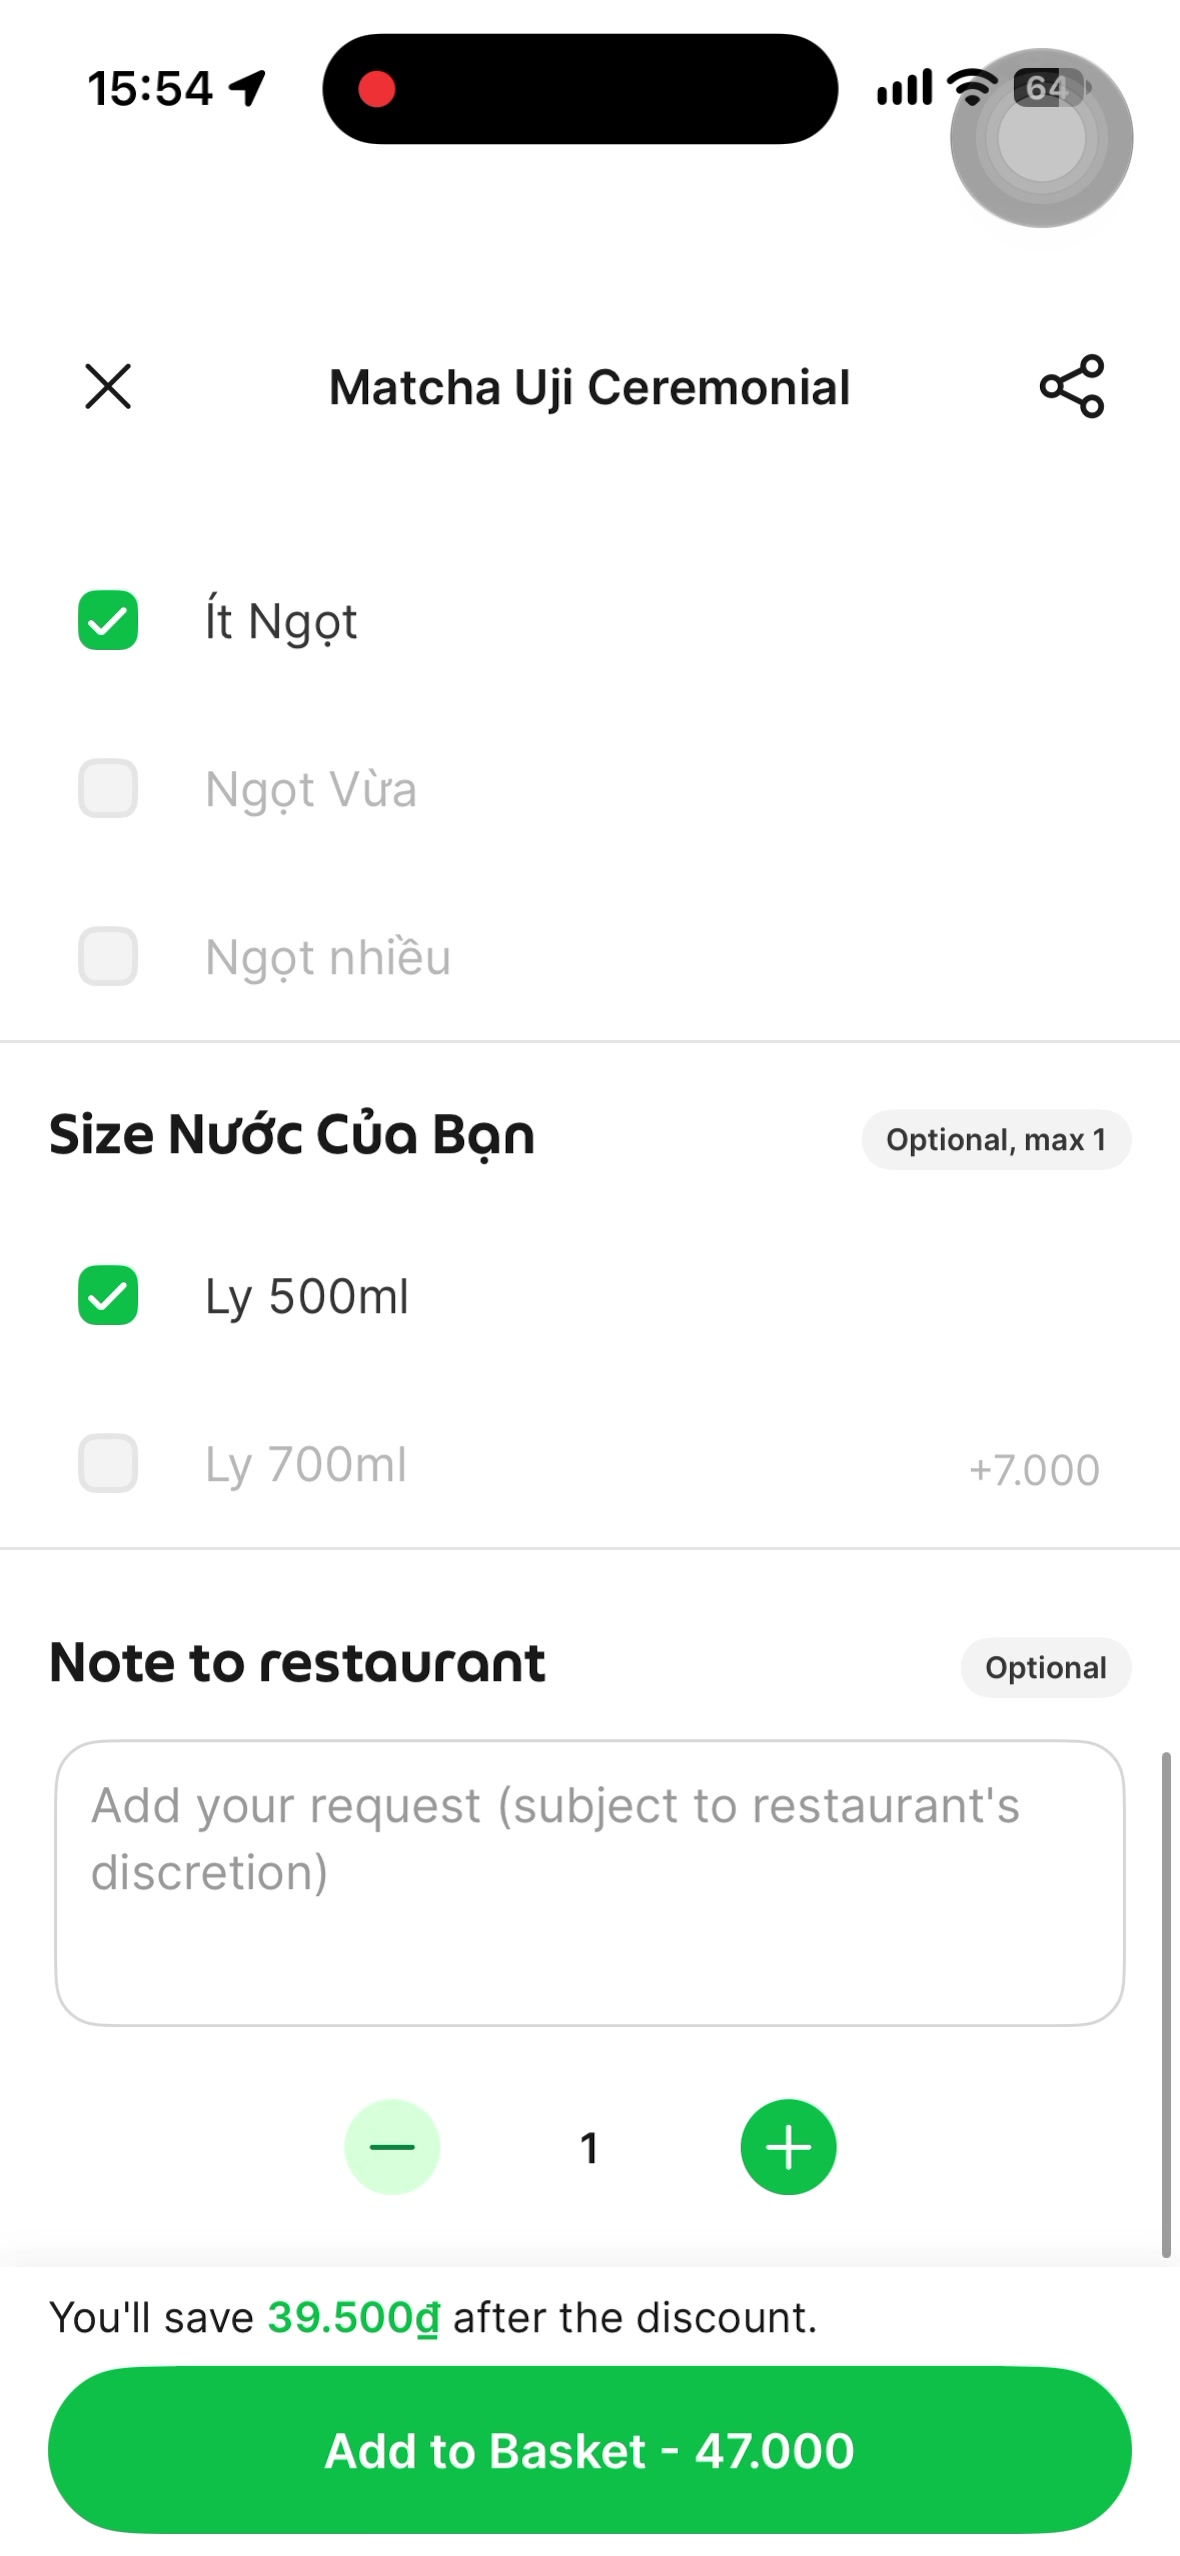 15:54
64
Matcha Uji Ceremonial
Ít Ngọt
Ngọt Vừa
Ngọt nhiều
Size Nước Của Bạn
Optional, max 1
Ly 500ml
Ly 700ml
+7.000
Note to restaurant
Optional
Add your request (subject to restaurant's
discretion)
1
You'll save 39.500₫ after the discount.
Add to Basket - 47.000